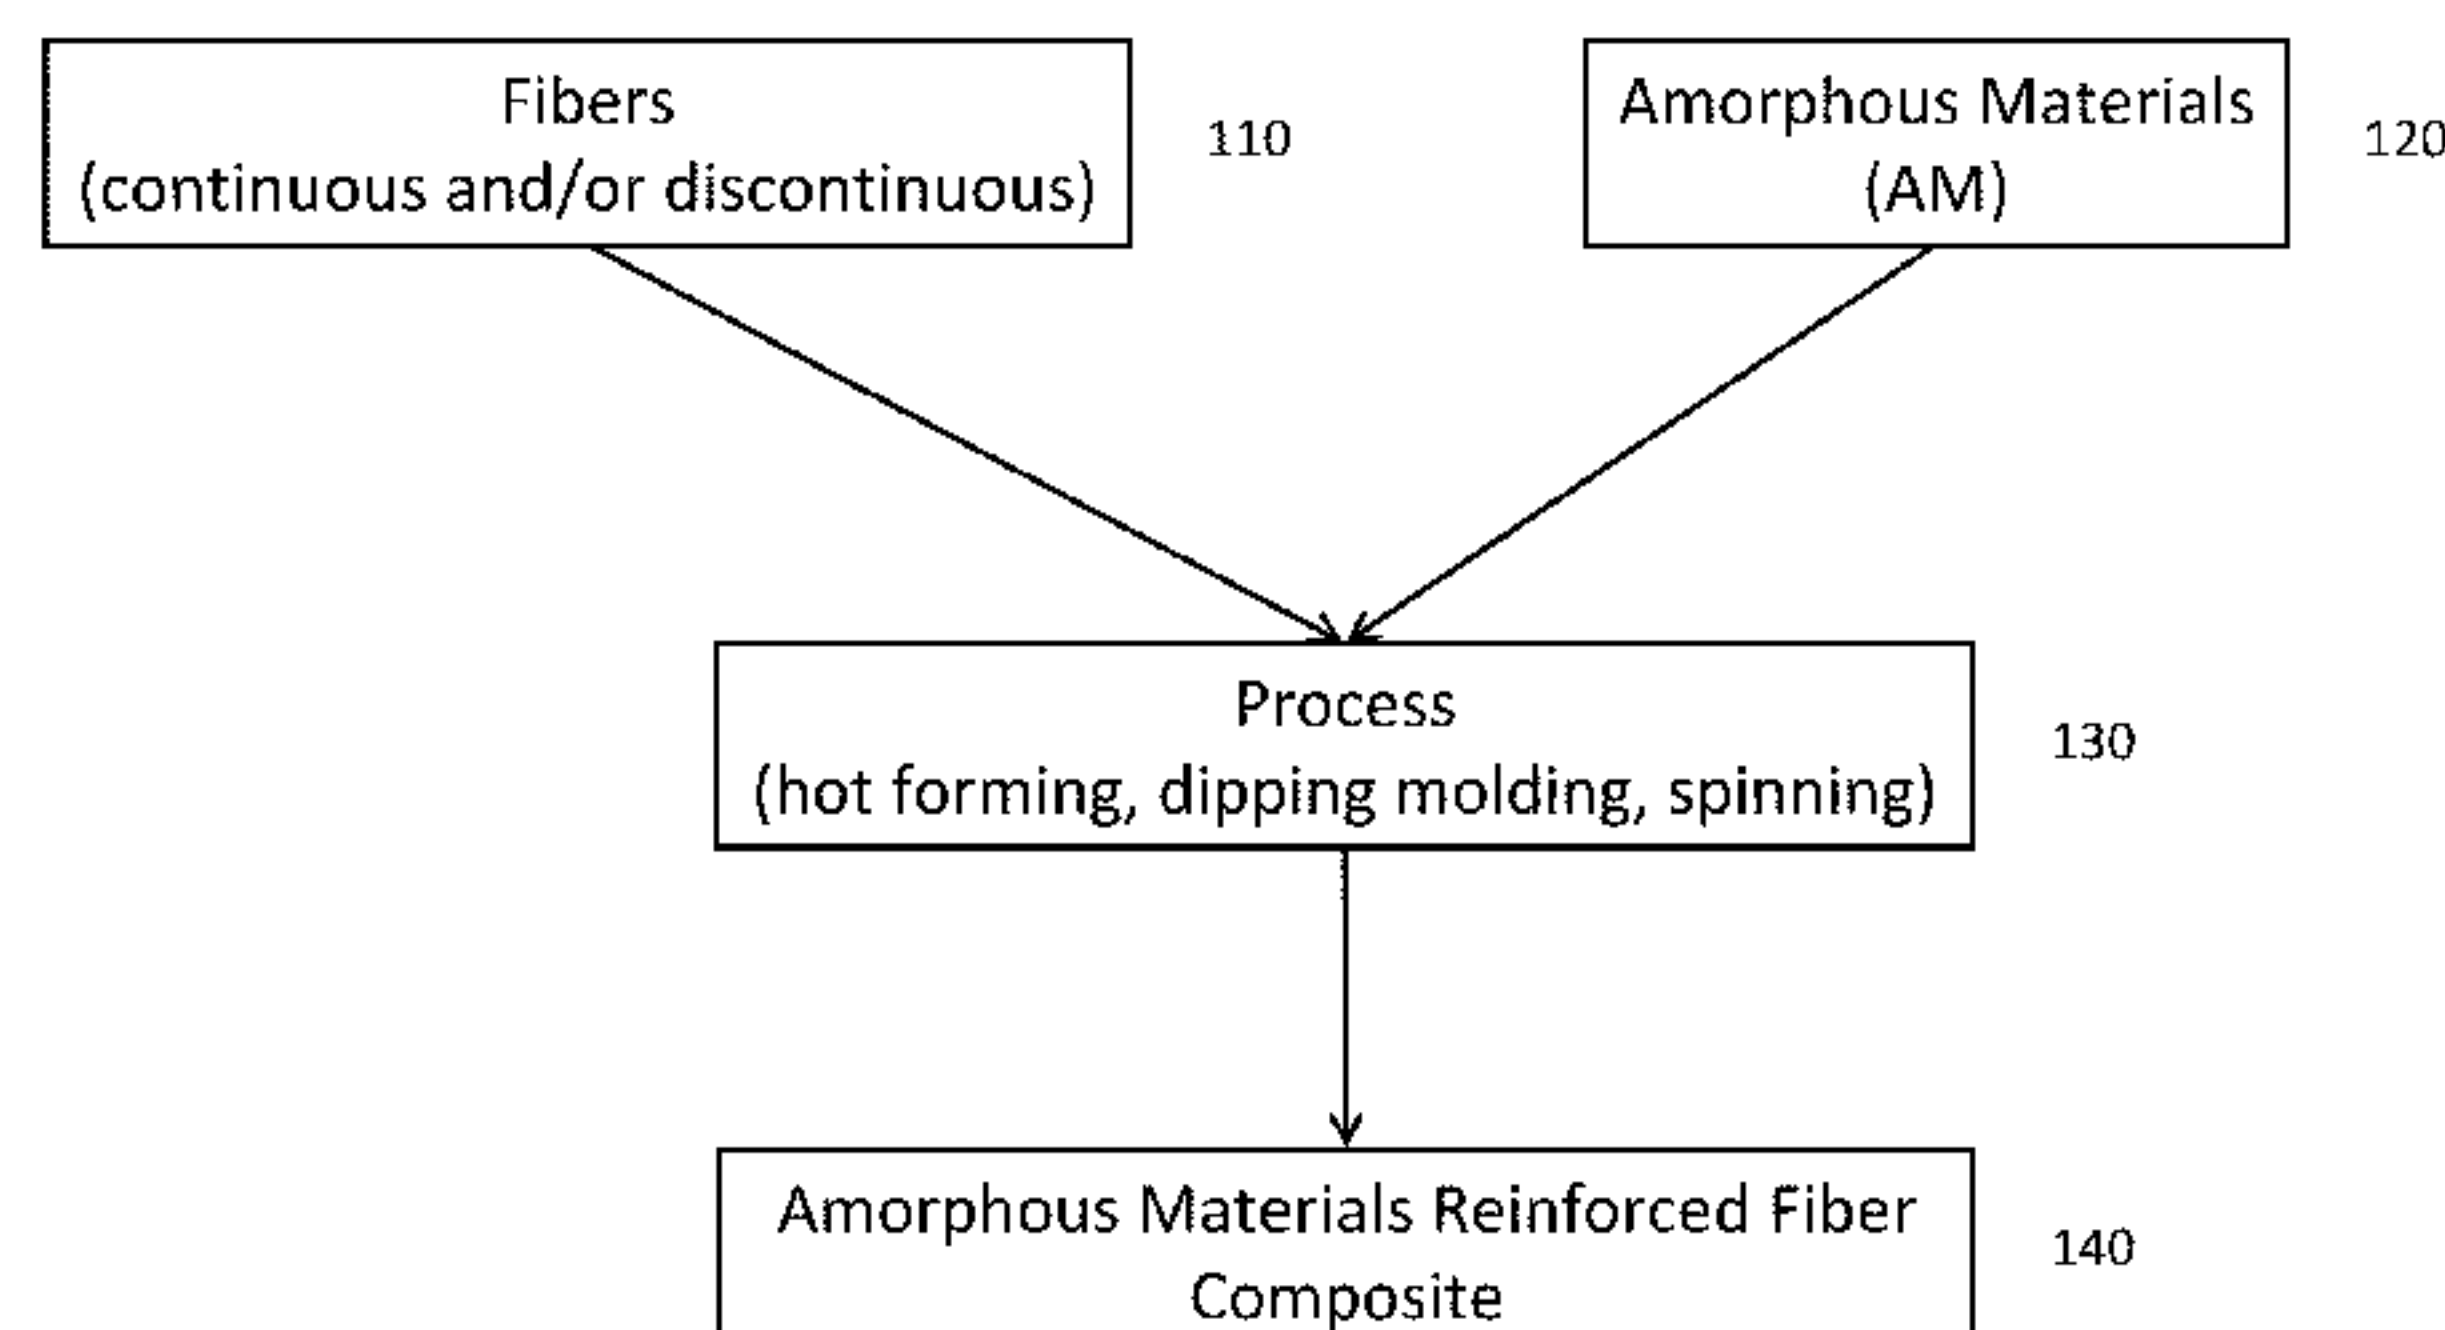 Fibers
(continuous and/or discontinuous)
110
Amorphous Materials
(AM)
120
Process
(hot forming, dipping molding, spinning)
130
Amorphous Materials Reinforced Fiber
Composite
140